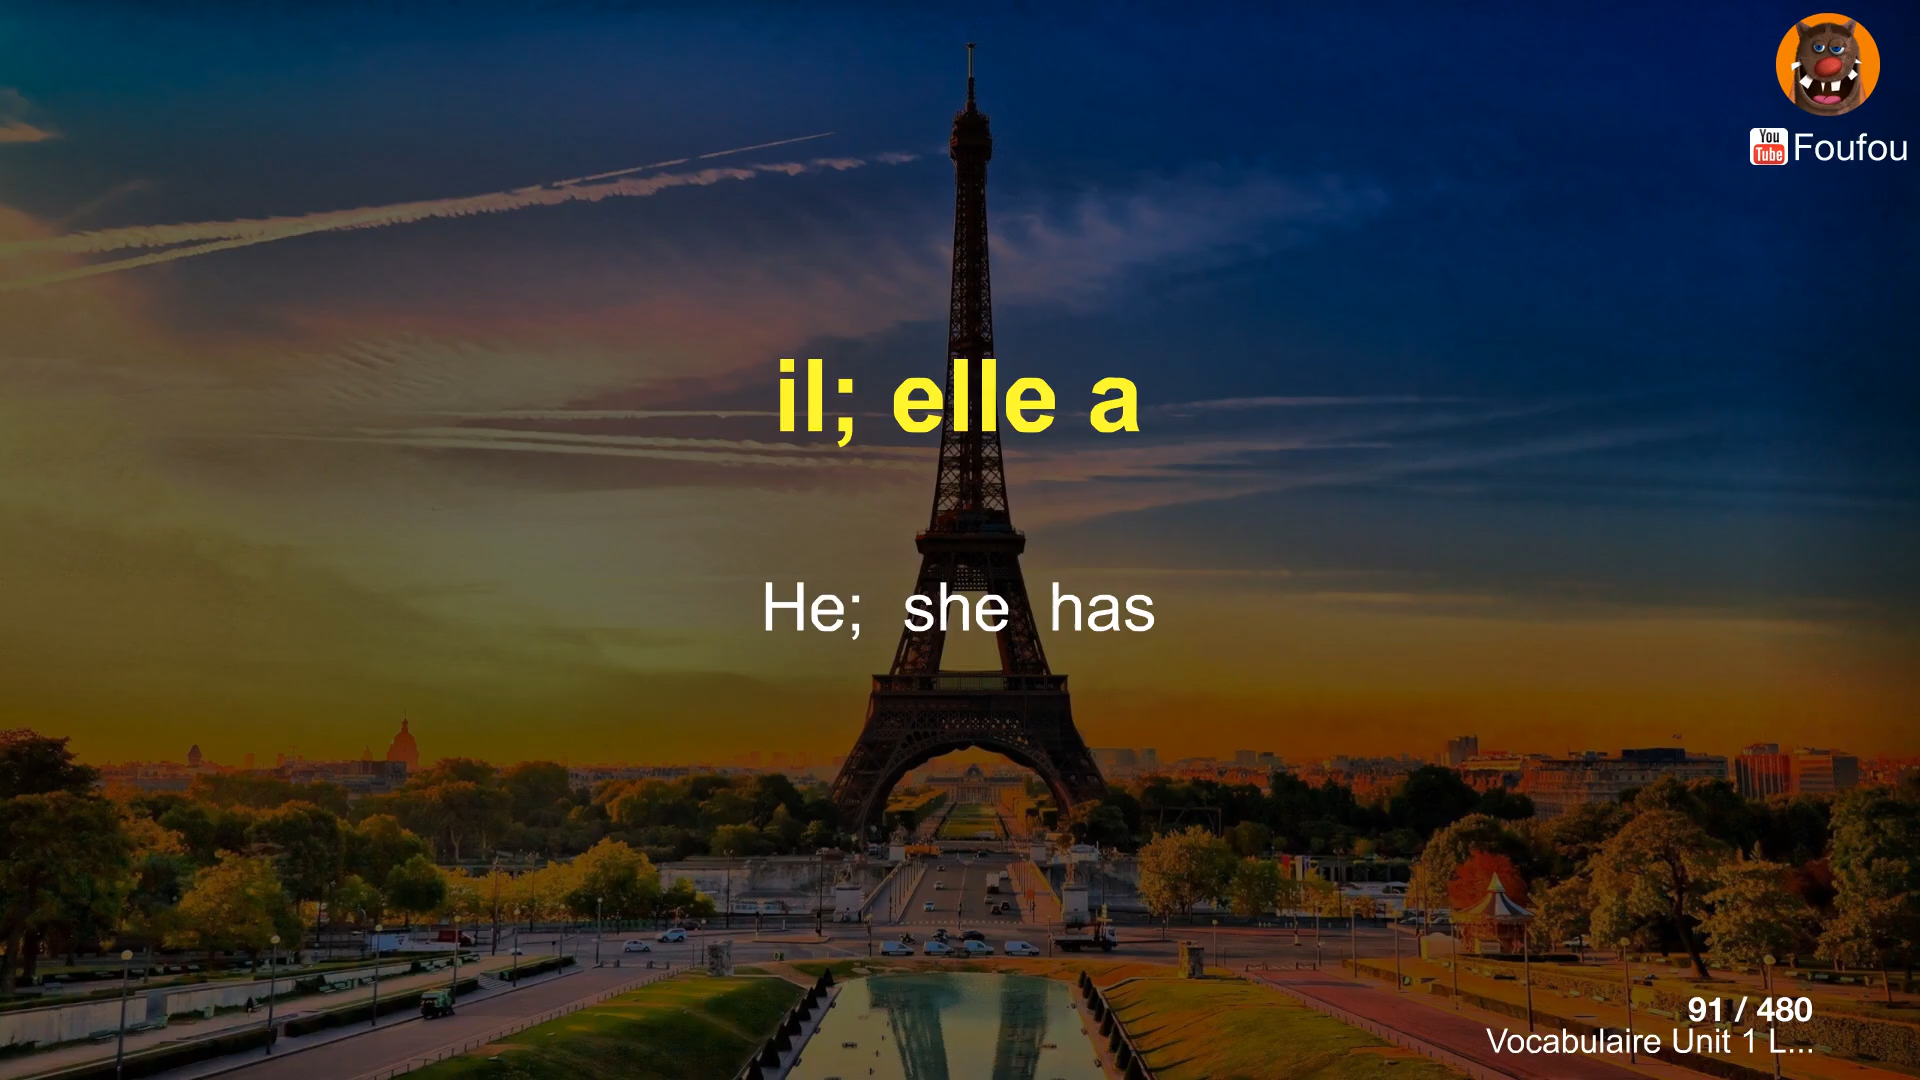 You
Tube Foufou
il; elle a
He; she has
91 / 480
Vocabulaire Unit 1 L...